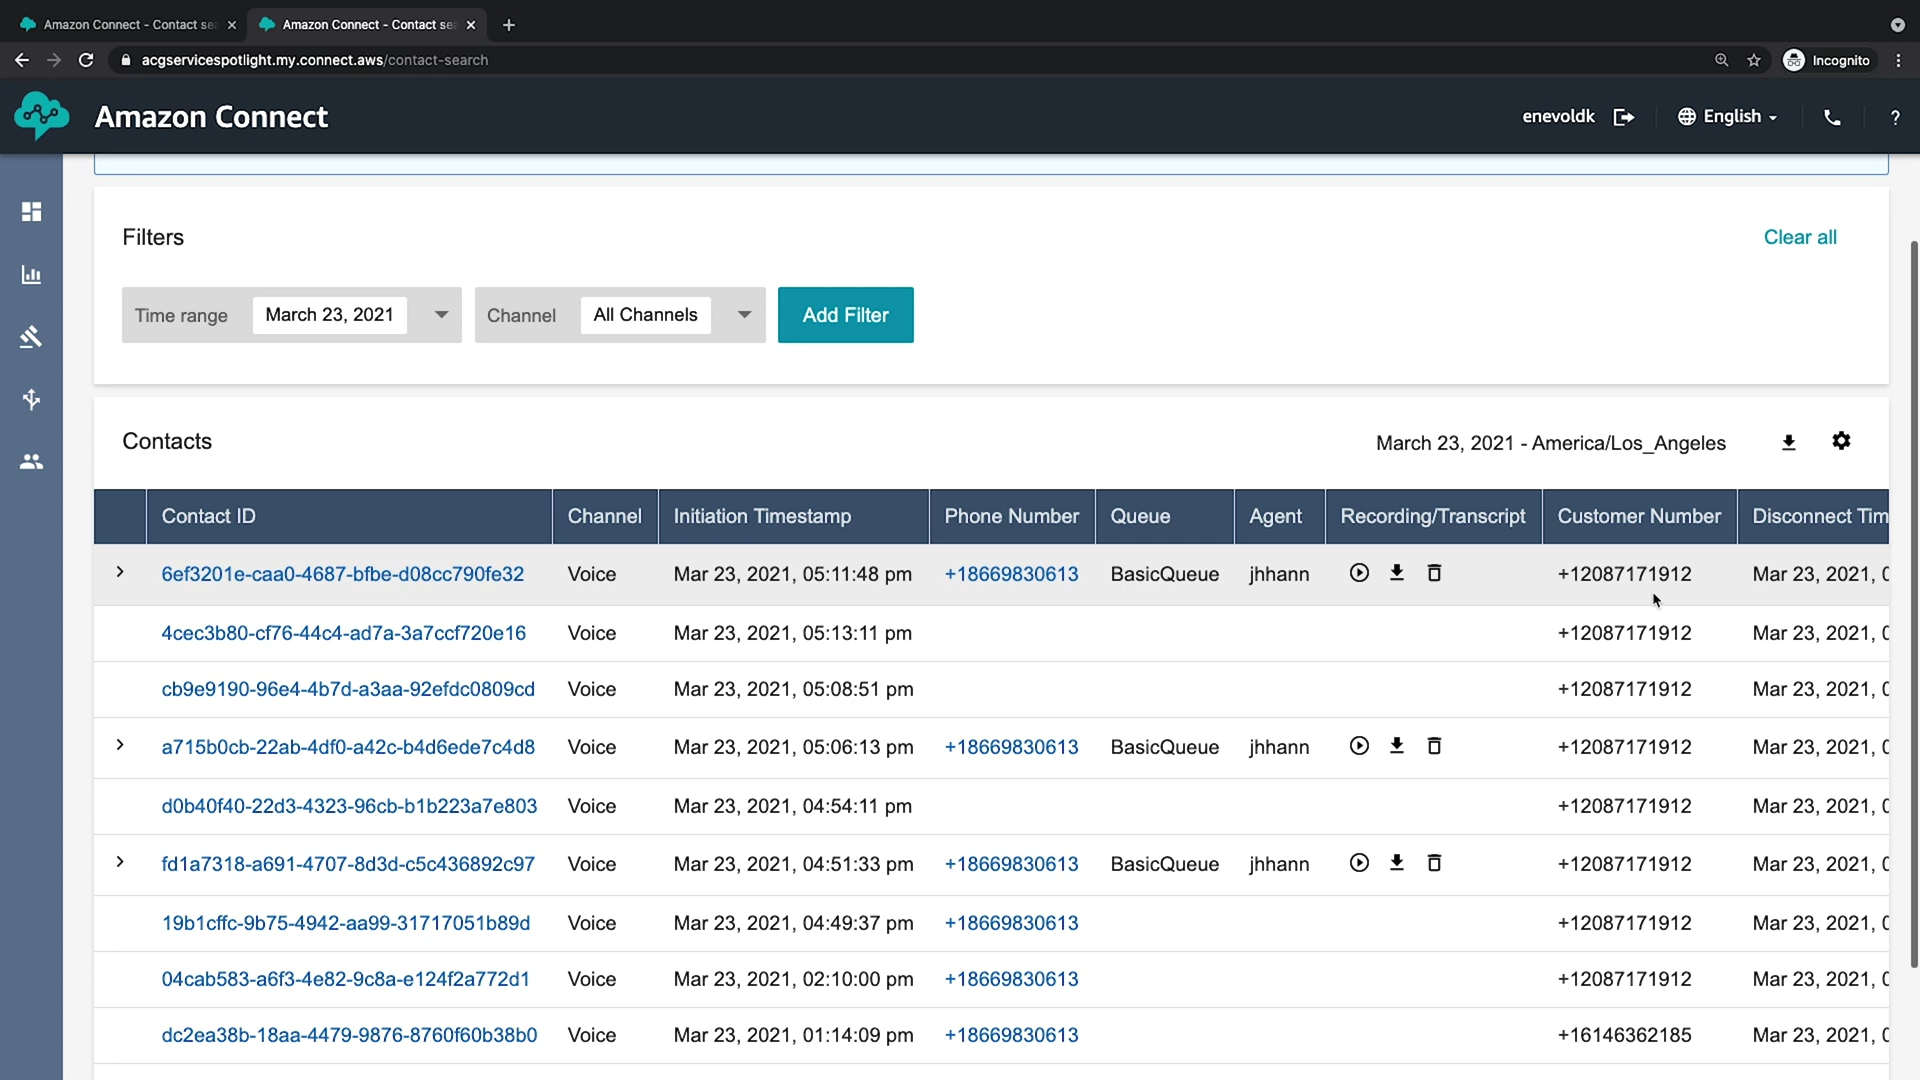 Amazon Connect - Contact se
Amazon Connect - Contact se
acgservicespotlight.my.connect.aws/contact-search
Incognito
Amazon Connect
enevoldk
English
?
Filters
Clear all
Time range March 23, 2021
Channel All Channels
Add Filter
Contacts
March 23, 2021 - America/Los_Angeles
Contact ID Channel Initiation Timestamp Phone Number Queue Agent Recording/Transcript Customer Number Disconnect Tim
6ef3201e-caa0-4687-bfbe-d08cc790fe32 Voice Mar 23, 2021, 05:11:48 pm +18669830613 BasicQueue jhhann +12087171912 Mar 23, 2021, 0
4cec3b80-cf76-44c4-ad7a-3a7ccf720e16 Voice Mar 23, 2021, 05:13:11 pm +12087171912 Mar 23, 2021, 0
cb9e9190-96e4-4b7d-a3aa-92efdc0809cd Voice Mar 23, 2021, 05:08:51 pm +12087171912 Mar 23, 2021, 0
a715b0cb-22ab-4df0-a42c-b4d6ede7c4d8 Voice Mar 23, 2021, 05:06:13 pm +18669830613 BasicQueue jhhann +12087171912 Mar 23, 2021, 0
d0b40f40-22d3-4323-96cb-b1b223a7e803 Voice Mar 23, 2021, 04:54:11 pm +12087171912 Mar 23, 2021, 0
fd1a7318-a691-4707-8d3d-c5c436892c97 Voice Mar 23, 2021, 04:51:33 pm +18669830613 BasicQueue jhhann +12087171912 Mar 23, 2021, 0
19b1cffc-9b75-4942-aa99-31717051b89d Voice Mar 23, 2021, 04:49:37 pm +18669830613 +12087171912 Mar 23, 2021, 0
04cab583-a6f3-4e82-9c8a-e124f2a772d1 Voice Mar 23, 2021, 02:10:00 pm +18669830613 +12087171912 Mar 23, 2021, 0
dc2ea38b-18aa-4479-9876-8760f60b38b0 Voice Mar 23, 2021, 01:14:09 pm +18669830613 +16146362185 Mar 23, 2021, 0